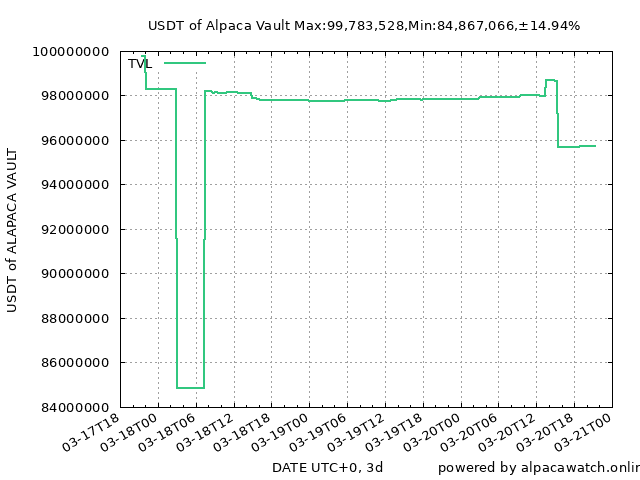 USDT of Alpaca Vault Max:99,783,528,Min:84,867,066,±14.94%
TVL
100000000
98000000
96000000
94000000
92000000
90000000
88000000
86000000
84000000
USDT of ALAPACA VAULT
03-17T18
03-18T00
03-18T06
03-18T12
03-18T18
03-19T00
03-19T06
03-19T12
03-19T18
03-20T00
03-20T06
03-20T12
03-20T18
03-21T00
DATE UTC+0, 3d
powered by alpacawatch.onlin